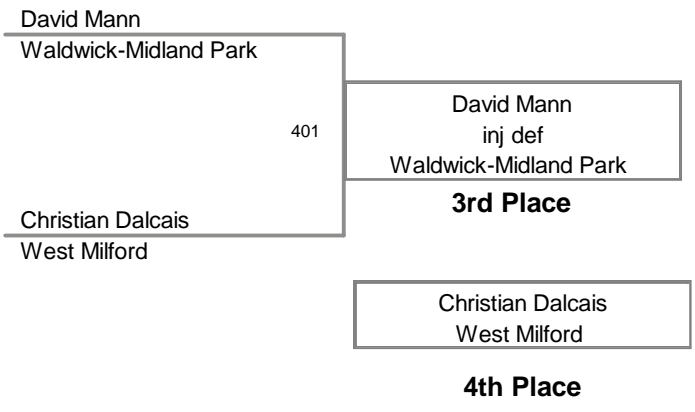 David Mann
Waldwick-Midland Park
401
David Mann
inj def
Waldwick-Midland Park
3rd Place
Christian Dalcais
West Milford
Christian Dalcais
West Milford
4th Place